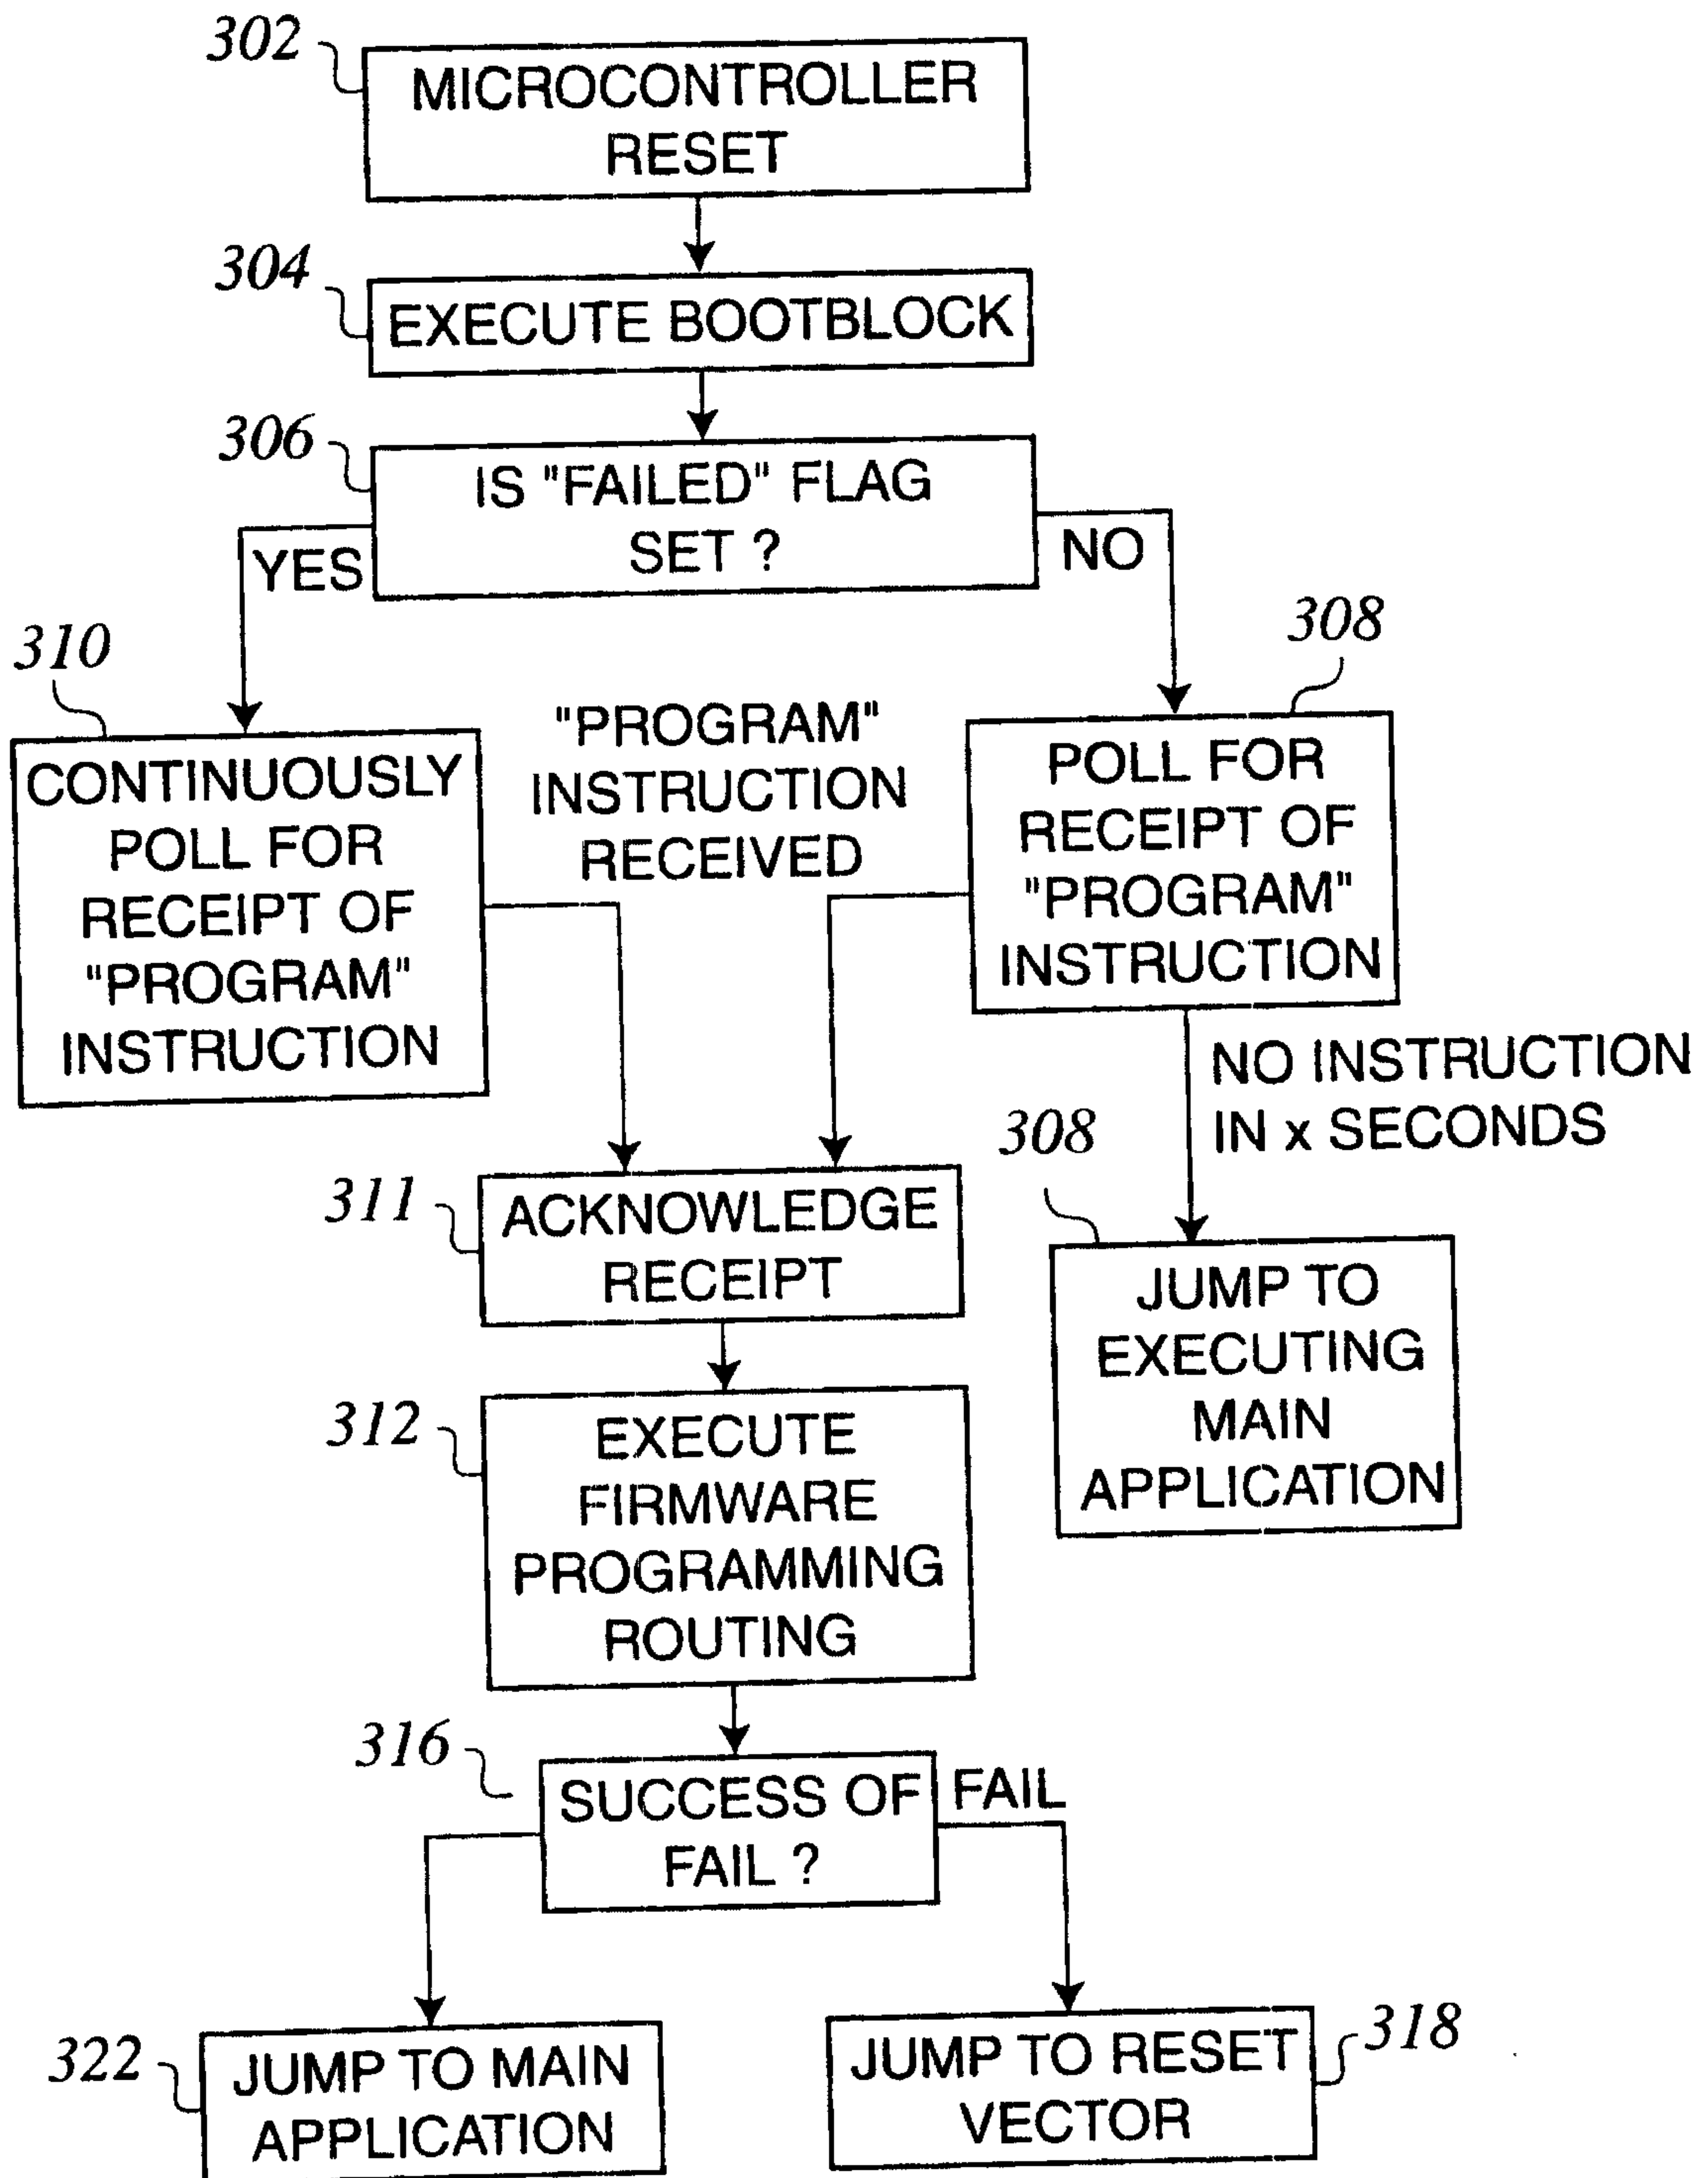 302
MICROCONTROLLER
RESET
304
EXECUTE BOOTBLOCK
306
IS "FAILED" FLAG
SET ?
YES
NO
310
CONTINUOUSLY
POLL FOR
RECEIPT OF
"PROGRAM"
INSTRUCTION
"PROGRAM"
INSTRUCTION
RECEIVED
308
POLL FOR
RECEIPT OF
"PROGRAM"
INSTRUCTION
NO INSTRUCTION
IN x SECONDS
308
JUMP TO
EXECUTING
MAIN
APPLICATION
311
ACKNOWLEDGE
RECEIPT
312
EXECUTE
FIRMWARE
PROGRAMMING
ROUTING
316
SUCCESS OF
FAIL ?
FAIL
322
JUMP TO MAIN
APPLICATION
JUMP TO RESET
VECTOR
318